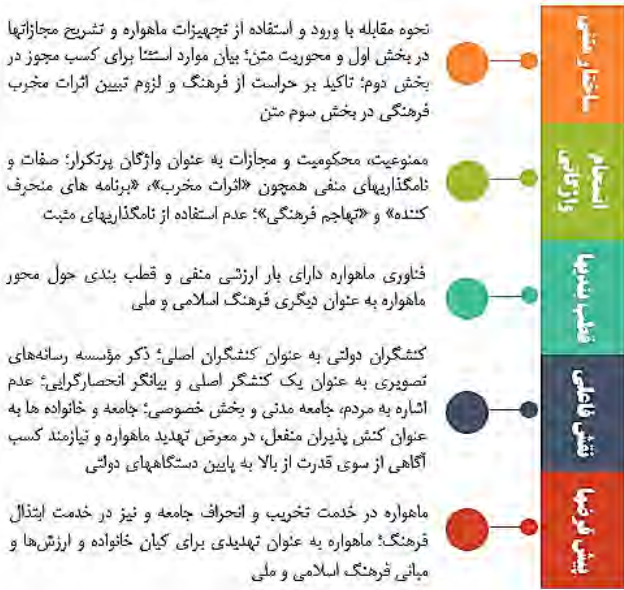 ساختار متنی
نحوه مقابله با ورود و استفاده از تجهیزات ماهواره و تشریح مجازاتها
در بخش اول و محوریت متن؛ بیان موارد استثنا برای کسب مجوز در
بخش دوم؛ تاکید بر حراست از فرهنگ و لزوم تبیین اثرات مخرب
فرهنگی در بخش سوم متن
انسجام
واژگانی
ممنوعیت، محکومیت و مجازات به عنوان واژگان پرتکرار؛ صفات و
نامگذاریهای منفی همچون «اثرات مخرب»، «برنامه های منحرف
کننده» و «تهاجم فرهنگی»؛ عدم استفاده از نامگذاریهای مثبت
قطب بندیها
فناوری ماهواره دارای بار ارزشی منفی و قطب بندی حول محور
ماهواره به عنوان دیگری فرهنگ اسلامی و ملی
نقش فاعلی
کنشگران دولتی به عنوان کنشگران اصلی؛ ذکر مؤسسه رسانه‌های
تصویری به عنوان یک کنشگر اصلی و بیانگر انحصارگرایی؛ عدم
اشاره به مردم، جامعه مدنی و بخش خصوصی؛ جامعه و خانواده ها به
عنوان کنش پذیران منفعل، در معرض تهدید ماهواره و نیازمند کسب
آگاهی از سوی قدرت از بالا به پایین دستگاههای دولتی
پیش فرضها
ماهواره در خدمت تخریب و انحراف جامعه و نیز در خدمت ابتذال
فرهنگ؛ ماهواره به عنوان تهدیدی برای کیان خانواده و ارزش‌ها و
مبانی فرهنگ اسلامی و ملی